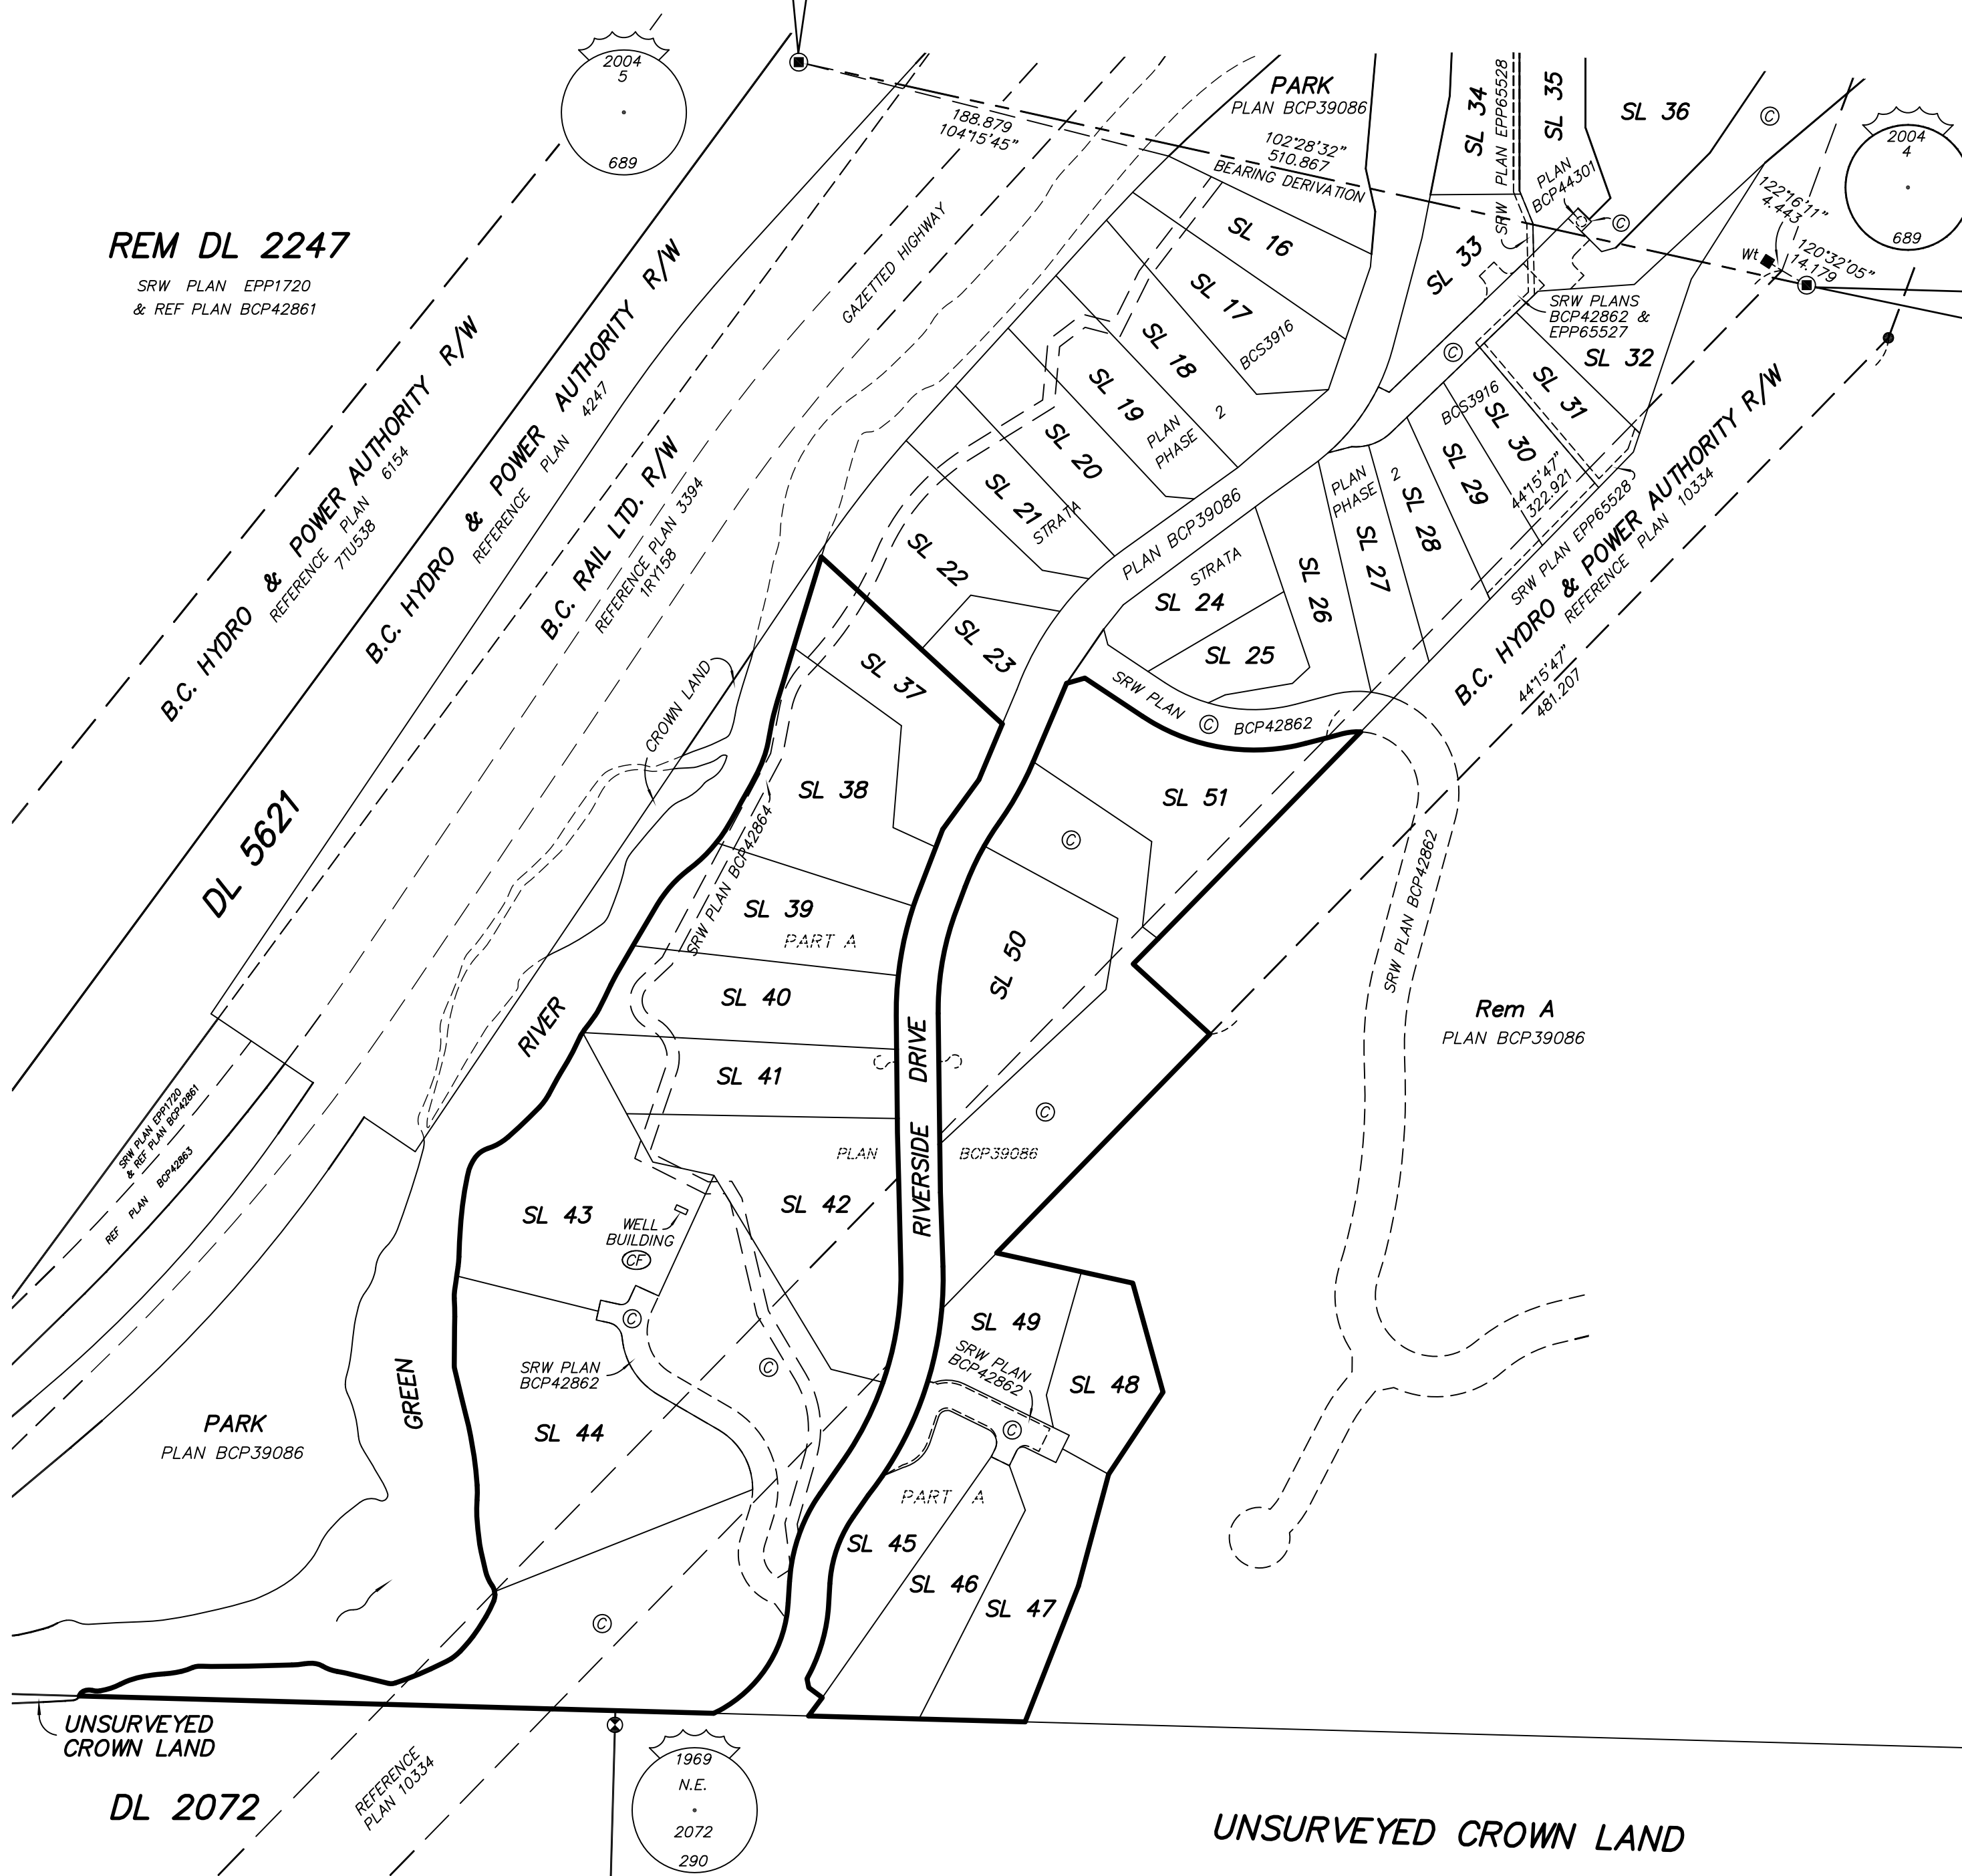 2004
5
689
188.879
104°15'45"
PARK
PLAN BCP39086
102°28'32"
510.867
BEARING DERIVATION
SL 34
SRW PLAN EPP65528
SL 35
SL 36
©
2004
4
689
PLAN
BCP44301
©
122°16'11"
4.443
Wt
120°32'05"
14.179
REM DL 2247
SRW PLAN EPP1720
& REF PLAN BCP42861
B.C. HYDRO & POWER AUTHORITY R/W
REFERENCE PLAN 6154
7TU538
B.C. HYDRO & POWER AUTHORITY R/W
REFERENCE PLAN 4247
B.C. RAIL LTD. R/W
REFERENCE PLAN 3394
1RY158
GAZETTED HIGHWAY
SL 16
SL 17
BCS3916
SL 18
SL 19
PLAN
PHASE 2
SL 20
SL 21
STRATA
SL 22
SL 23
SL 33
SRW PLANS
BCP42862 &
EPP65527
©
SL 32
SL 31
BCS3916
SL 30
SL 29
SL 28
PLAN
PHASE 2
SL 27
SL 26
44°15'47"
322.921
SRW PLAN EPP65528
B.C. HYDRO & POWER AUTHORITY R/W
REFERENCE PLAN 10334
44°15'47"
481.207
PLAN BCP39086
STRATA
SL 24
SL 25
SRW PLAN © BCP42862
CROWN LAND
SL 37
SL 38
SL 51
DL 5621
SRW PLAN BCP42864
©
SRW PLAN BCP42862
SL 39
PART A
SL 50
SL 40
RIVER
Rem A
PLAN BCP39086
SL 41
RIVERSIDE DRIVE
©
SRW PLAN EPP1720
& REF PLAN BCP42861
REF PLAN BCP42863
PLAN BCP39086
SL 42
SL 43
WELL
BUILDING
CF
©
SL 49
SRW PLAN
BCP42862
SL 48
SRW PLAN
BCP42862
©
GREEN
PARK
PLAN BCP39086
SL 44
©
PART A
SL 45
SL 46
SL 47
©
UNSURVEYED
CROWN LAND
DL 2072
REFERENCE
PLAN 10334
1969
N.E.
2072
290
UNSURVEYED CROWN LAND